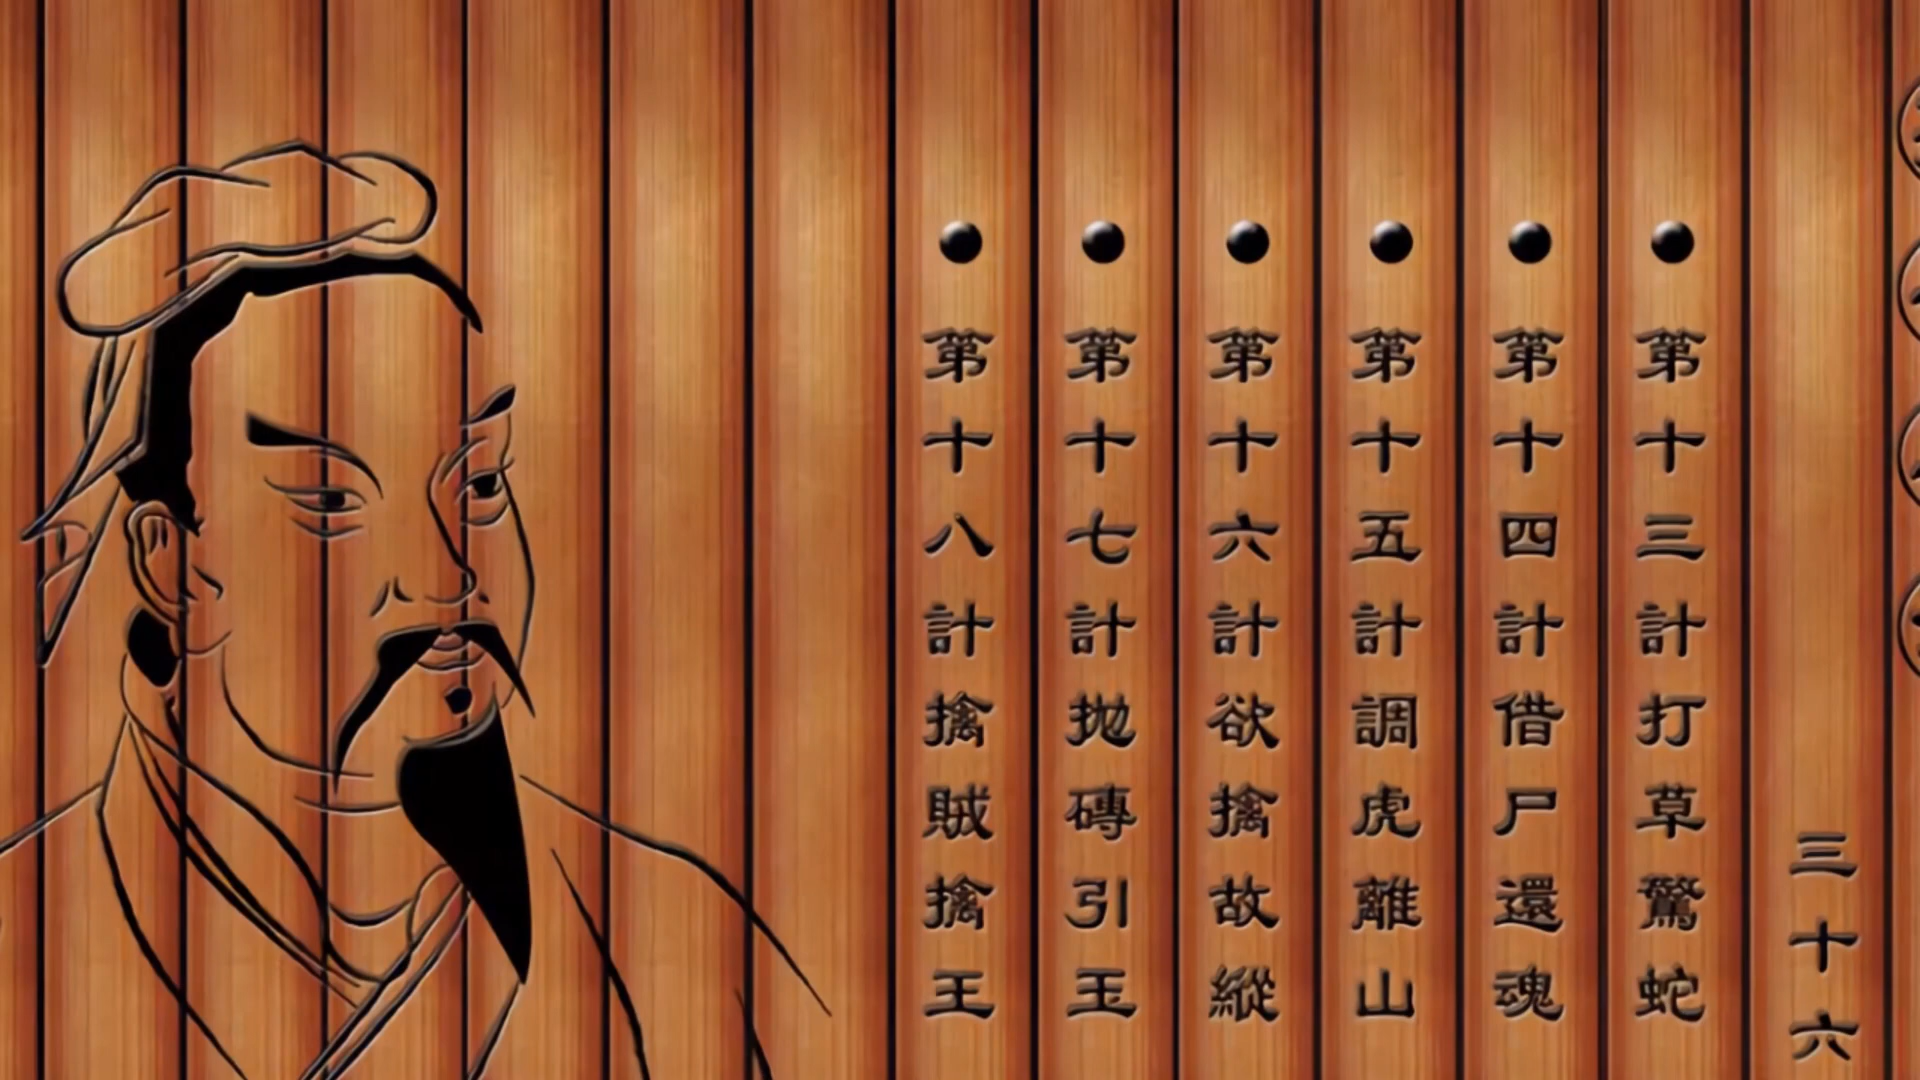 三十六
第十三計打草驚蛇
第十四計借尸還魂
第十五計調虎離山
第十六計欲擒故縱
第十七計拋磚引玉
第十八計擒賊擒王